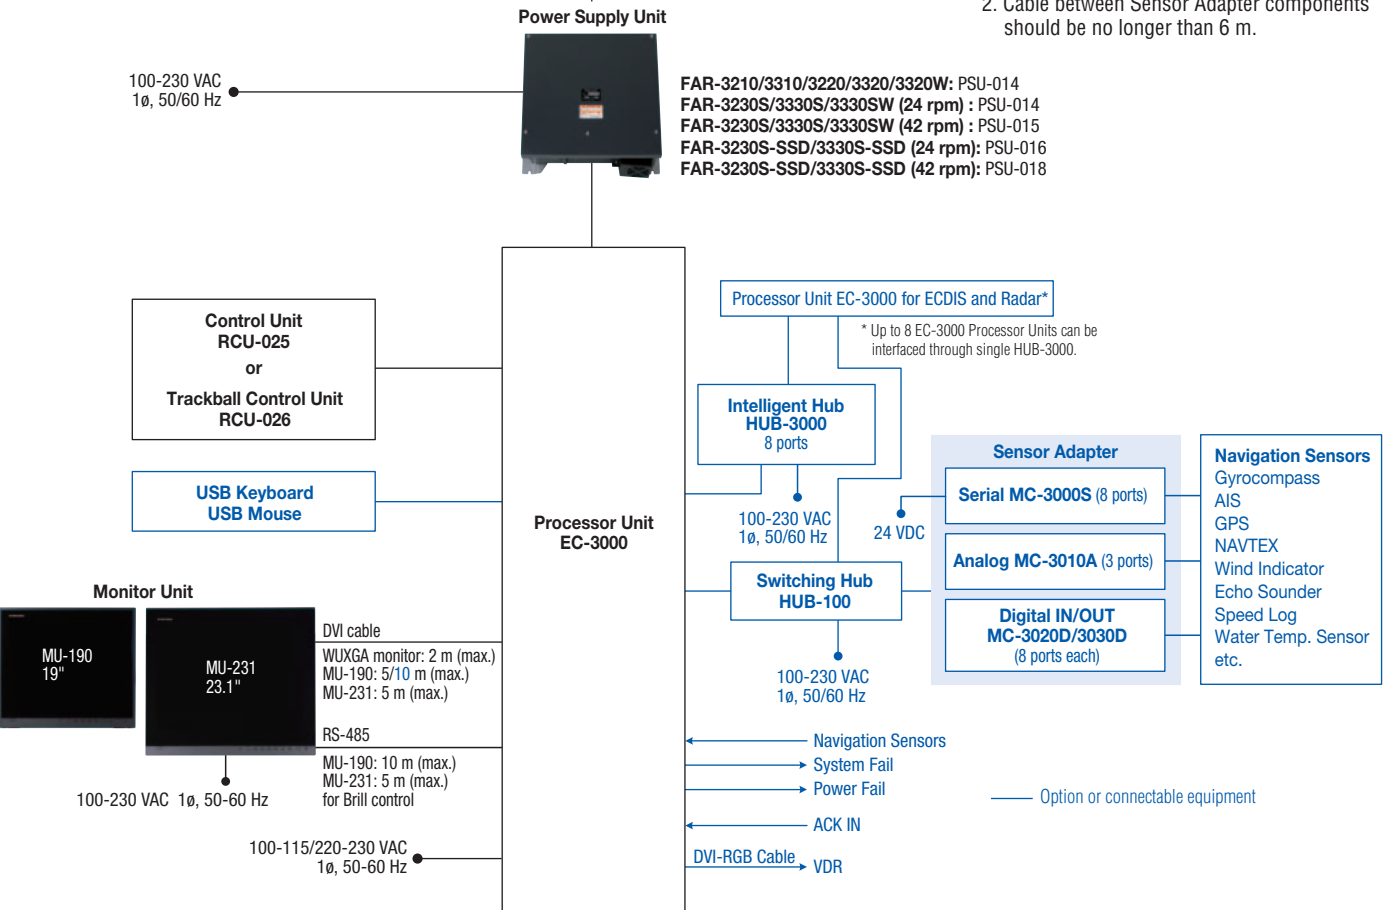 Power Supply Unit
2. Cable between Sensor Adapter components
should be no longer than 6 m.
100-230 VAC
1ø, 50/60 Hz
FAR-3210/3310/3220/3320/3320W: PSU-014
FAR-3230S/3330S/3330SW (24 rpm) : PSU-014
FAR-3230S/3330S/3330SW (42 rpm) : PSU-015
FAR-3230S-SSD/3330S-SSD (24 rpm): PSU-016
FAR-3230S-SSD/3330S-SSD (42 rpm): PSU-018
Control Unit
RCU-025
or
Trackball Control Unit
RCU-026
USB Keyboard
USB Mouse
Monitor Unit
MU-190
19"
MU-231
23.1"
DVI cable
WUXGA monitor: 2 m (max.)
MU-190: 5/10 m (max.)
MU-231: 5 m (max.)
RS-485
MU-190: 10 m (max.)
MU-231: 5 m (max.)
for Brill control
100-230 VAC 1ø, 50-60 Hz
100-115/220-230 VAC
1ø, 50-60 Hz
Processor Unit
EC-3000
Processor Unit EC-3000 for ECDIS and Radar*
* Up to 8 EC-3000 Processor Units can be
interfaced through single HUB-3000.
Intelligent Hub
HUB-3000
8 ports
100-230 VAC
1ø, 50/60 Hz
24 VDC
Switching Hub
HUB-100
100-230 VAC
1ø, 50/60 Hz
Sensor Adapter
Serial MC-3000S (8 ports)
Analog MC-3010A (3 ports)
Digital IN/OUT
MC-3020D/3030D
(8 ports each)
Navigation Sensors
Gyrocompass
AIS
GPS
NAVTEX
Wind Indicator
Echo Sounder
Speed Log
Water Temp. Sensor
etc.
Navigation Sensors
System Fail
Power Fail
ACK IN
DVI-RGB Cable
VDR
Option or connectable equipment